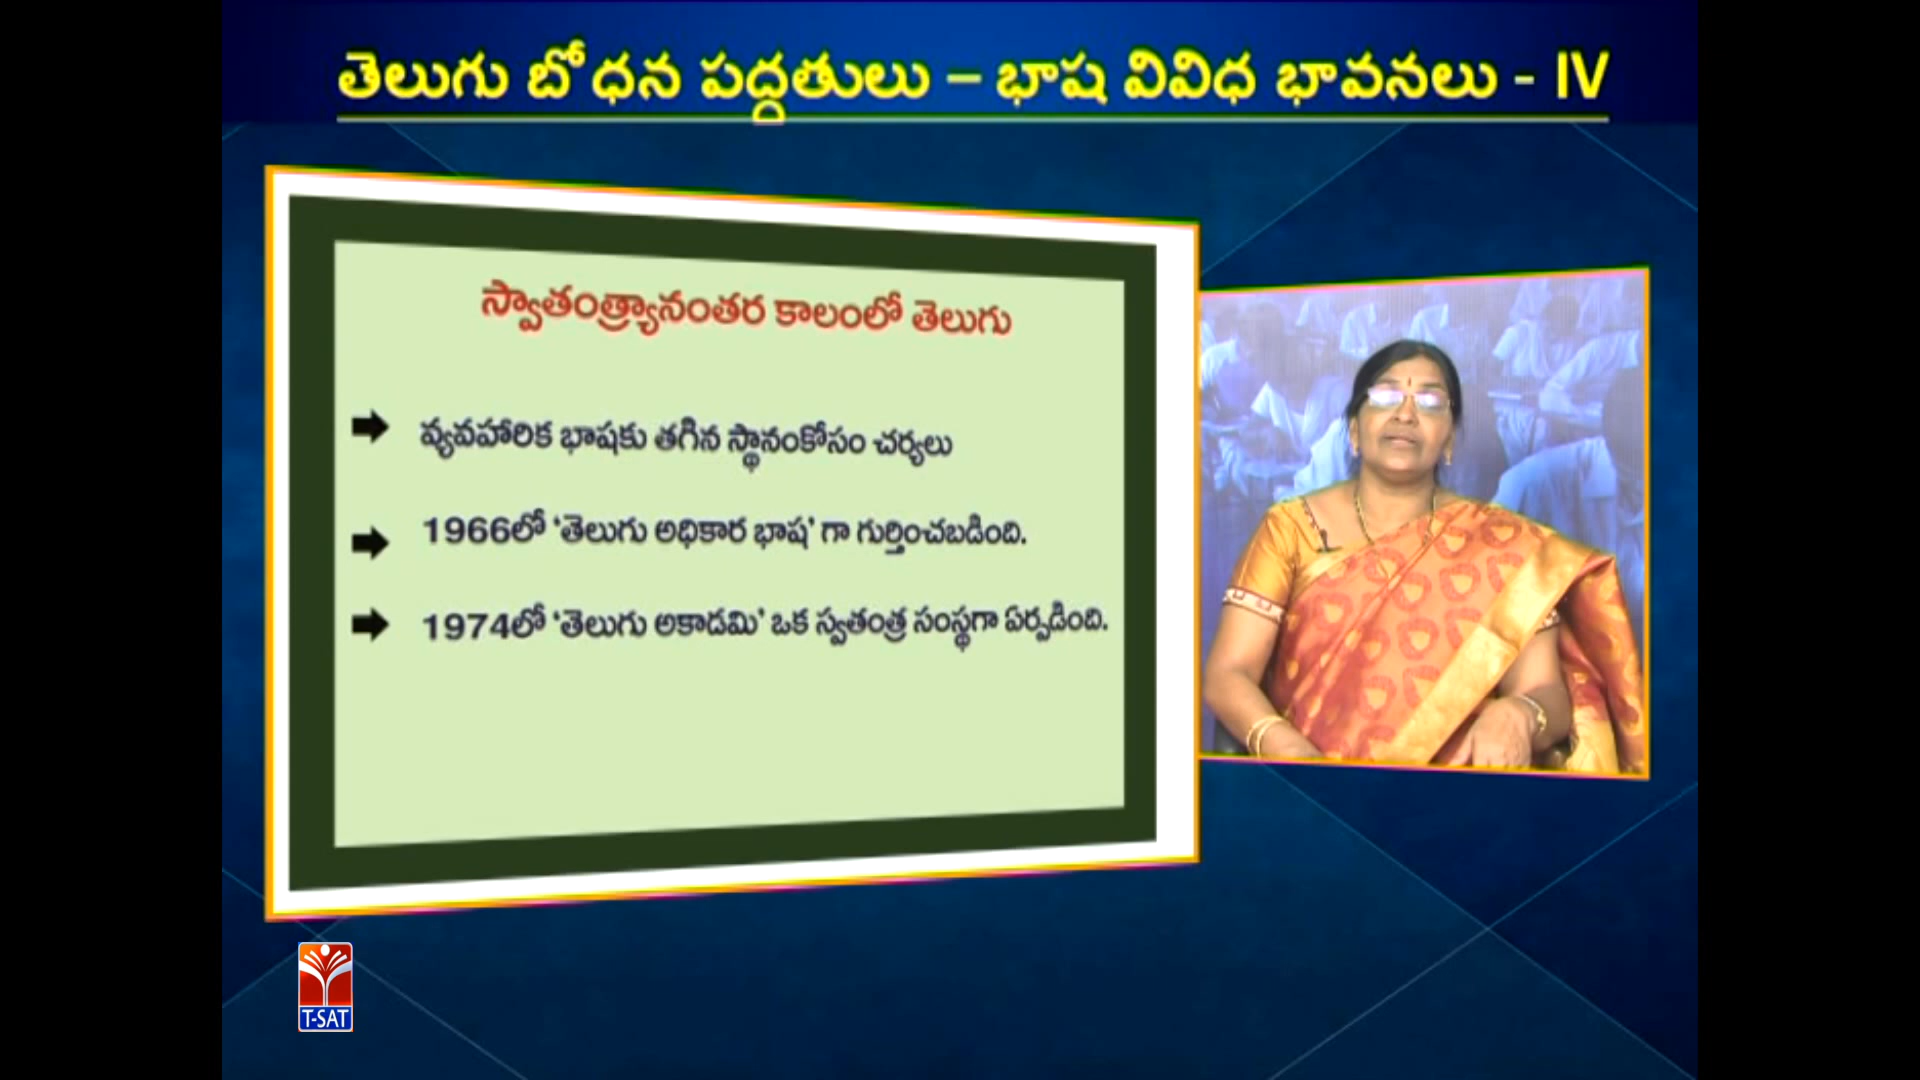 తెలుగు బోధన పద్దతులు – భాష వివిధ భావనలు - IV
స్వాతంత్ర్యానంతర కాలంలో తెలుగు
వ్యవహారిక భాషకు తగిన స్థానంకోసం చర్యలు
1966లో ‘తెలుగు అధికార భాష’ గా గుర్తించబడింది.
1974లో ‘తెలుగు అకాడమి’ ఒక స్వతంత్ర సంస్థగా ఏర్పడింది.
T-SAT